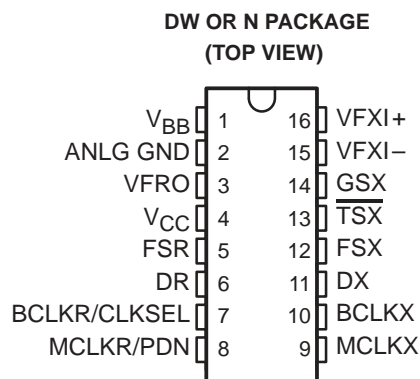 DW OR N PACKAGE
(TOP VIEW)
VBB 1 16 VFXI+
ANLG GND 2 15 VFXI–
VFRO 3 14 GSX
VCC 4 13 TSX
FSR 5 12 FSX
DR 6 11 DX
BCLKR/CLKSEL 7 10 BCLKX
MCLKR/PDN 8 9 MCLKX